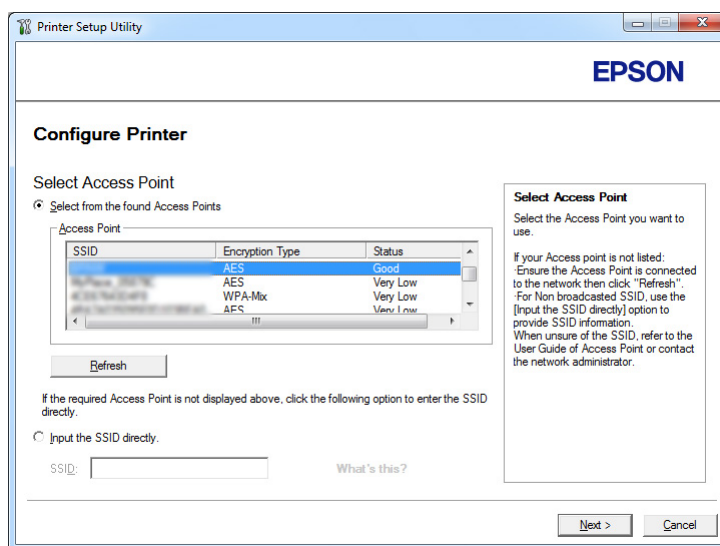 Printer Setup Utility
EPSON
Configure Printer
Select Access Point
Select from the found Access Points
Access Point
SSID Encryption Type Status
AES Good
AES Very Low
WPA-Mix Very Low
AES Very Low
Refresh
If the required Access Point is not displayed above, click the following option to enter the SSID
directly.
Input the SSID directly.
SSID:
What's this?
Select Access Point
Select the Access Point you want to
use.
If your Access point is not listed:
·Ensure the Access Point is connected
to the network then click "Refresh".
·For Non broadcasted SSID, use the
[Input the SSID directly] option to
provide SSID information.
When unsure of the SSID, refer to the
User Guide of Access Point or contact
the network administrator.
Next >
Cancel